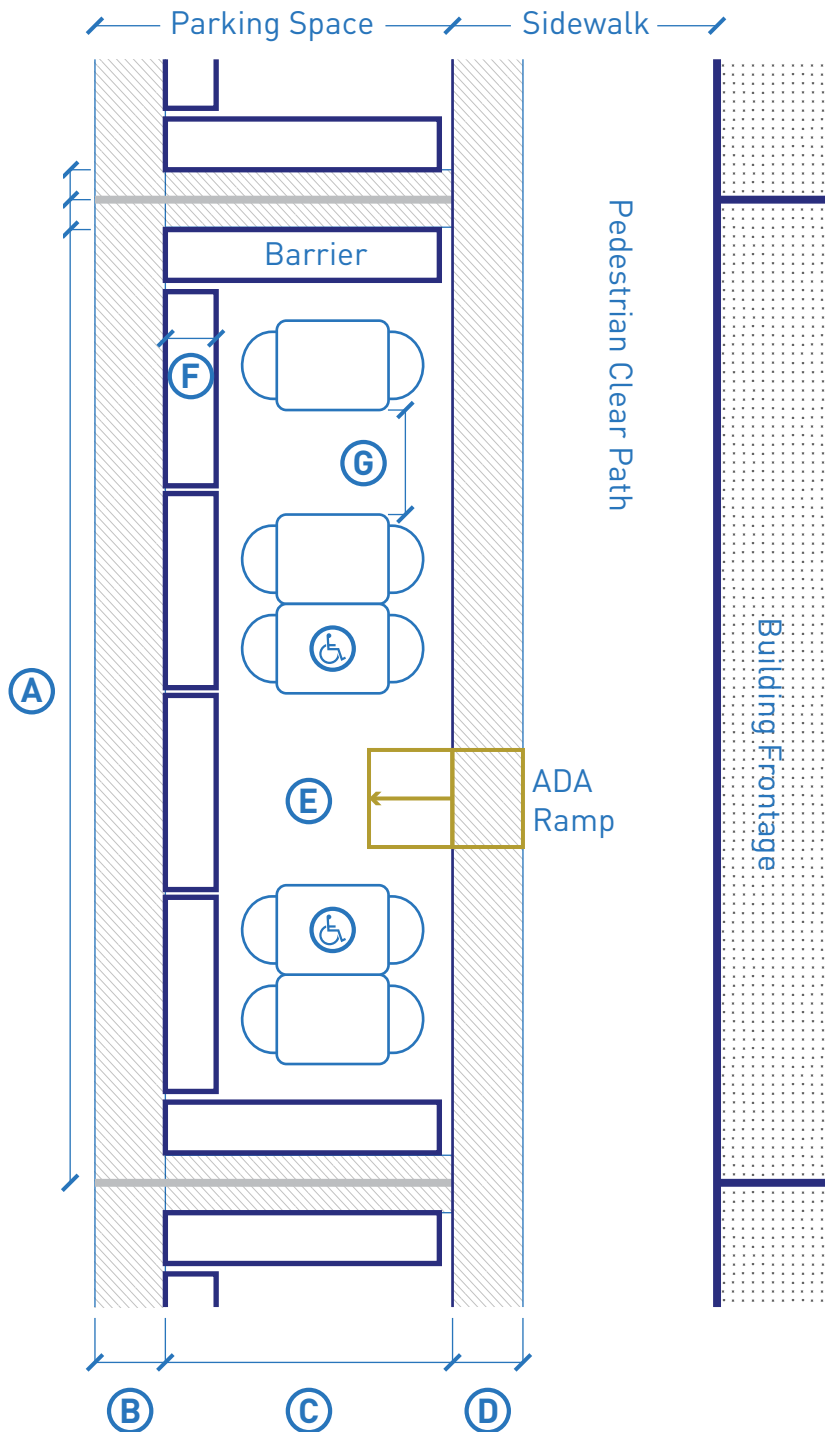 Parking Space
Sidewalk
Barrier
Pedestrian Clear Path
F
G
A
Building Frontage
E
ADA
Ramp
B
C
D